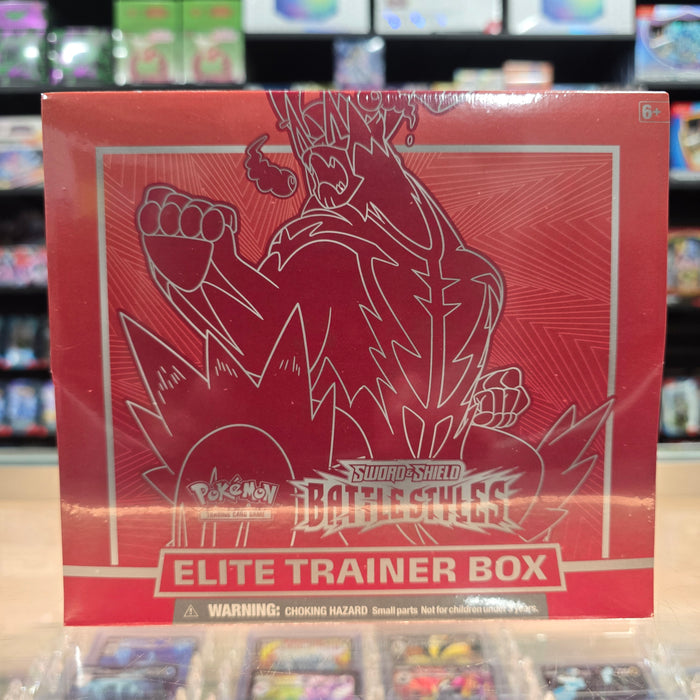 6+
Pokémon
TRADING CARD GAME
SWORD & SHIELD
BATTLE STYLES
ELITE TRAINER BOX
WARNING: CHOKING HAZARD Small parts Not for children under 3 years.